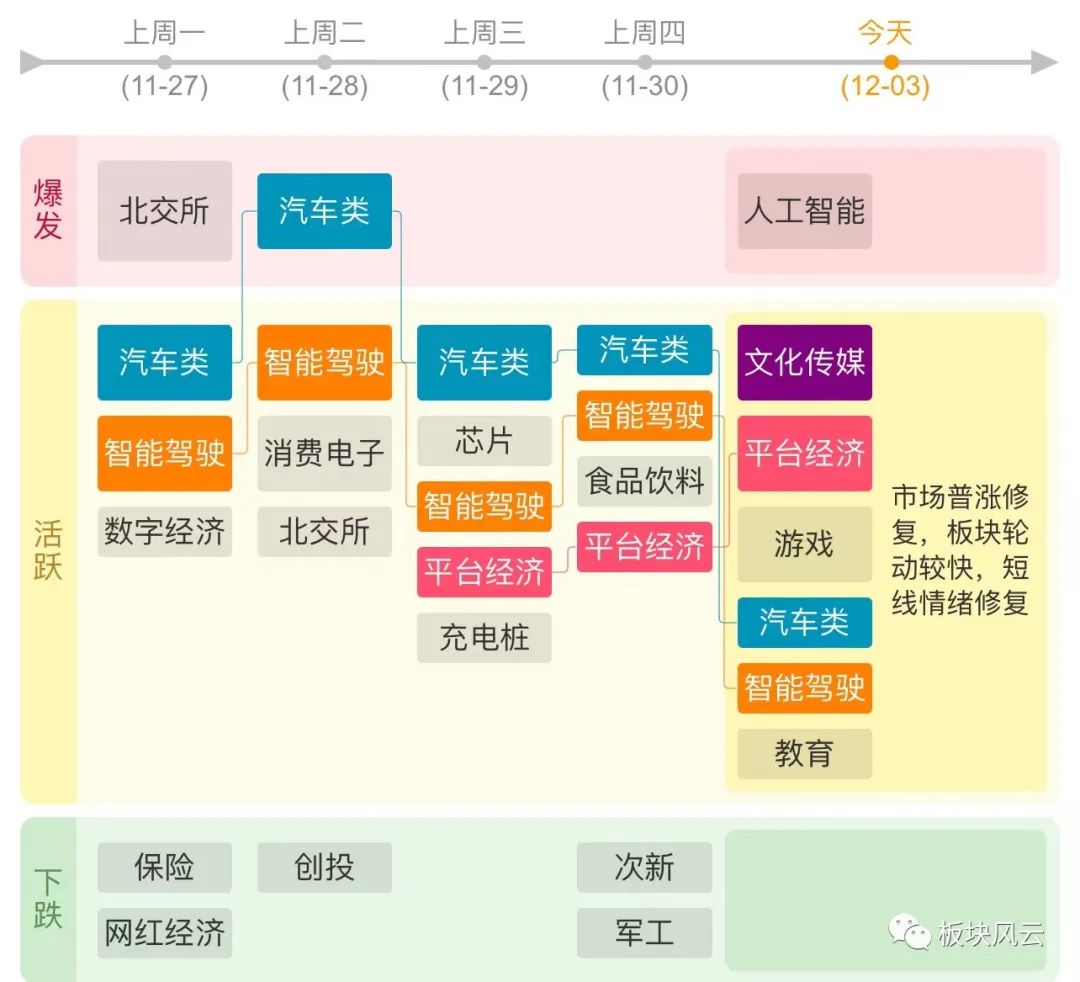 上周一
上周二
上周三
上周四
今天
(11-27)
(11-28)
(11-29)
(11-30)
(12-03)
爆发
北交所
汽车类
人工智能
活跃
汽车类
智能驾驶
数字经济
智能驾驶
消费电子
北交所
汽车类
芯片
智能驾驶
平台经济
充电桩
汽车类
智能驾驶
食品饮料
平台经济
文化传媒
平台经济
游戏
汽车类
智能驾驶
教育
市场普涨修
复，板块轮
动较快，短
线情绪修复
下跌
保险
网红经济
创投
次新
军工
板块风云